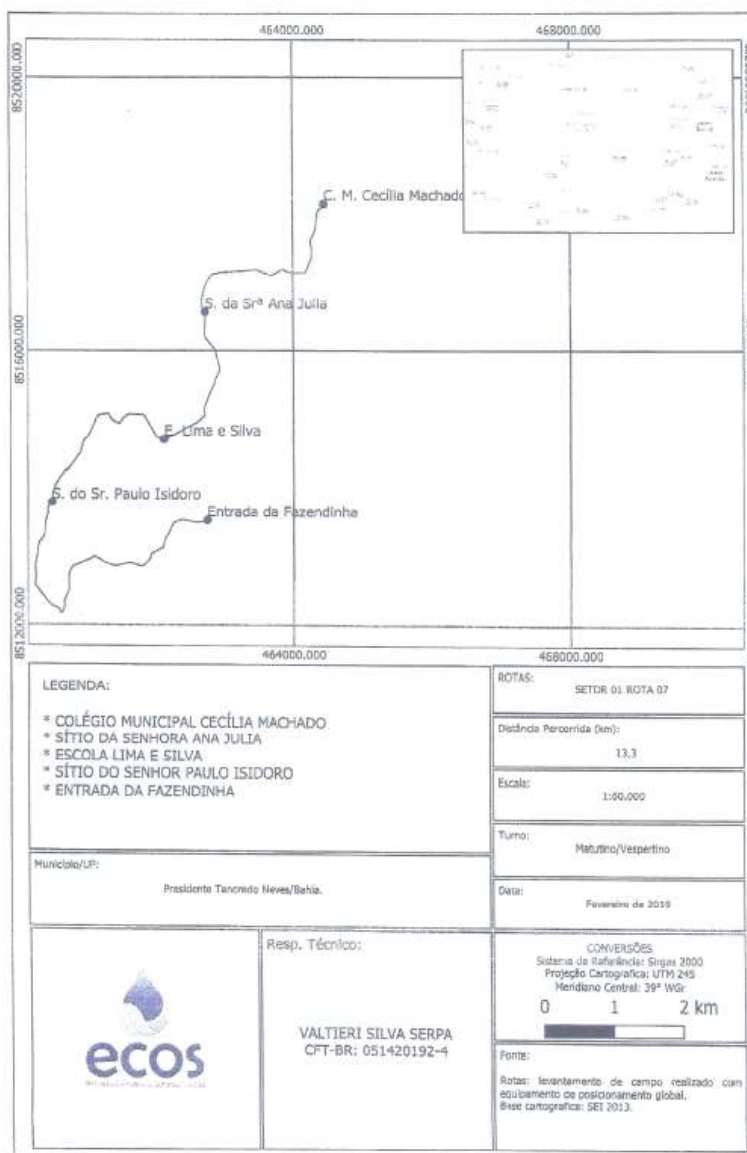 464000.000
468000.000
8520000.000
C. M. Cecília Machado
S. da Srª Ana Julia
8516000.000
E. Lima e Silva
S. do Sr. Paulo Isidoro
Entrada da Fazendinha
8512000.000
464000.000
468000.000
LEGENDA:
* COLÉGIO MUNICIPAL CECÍLIA MACHADO
* SÍTIO DA SENHORA ANA JULIA
* ESCOLA LIMA E SILVA
* SÍTIO DO SENHOR PAULO ISIDORO
* ENTRADA DA FAZENDINHA
ROTAS:
SETOR 01 ROTA 07
Distância Percorrida (km):
13,3
Escala:
1:60.000
Turno:
Matutino/Vespertino
Município/UF:
Presidente Tancredo Neves/Bahia.
Data:
Fevereiro de 2019
ecos
Resp. Técnico:
VALTIERI SILVA SERPA
CFT-BR: 051420192-4
CONVERSÕES
Sistema de Referência: Sirgas 2000
Projeção Cartografica: UTM 24S
Meridiano Central: 39° WGr
0 1 2 km
Fonte:
Rotas: levantamento de campo realizado com
equipamento de posicionamento global.
Base cartografica: SEI 2013.